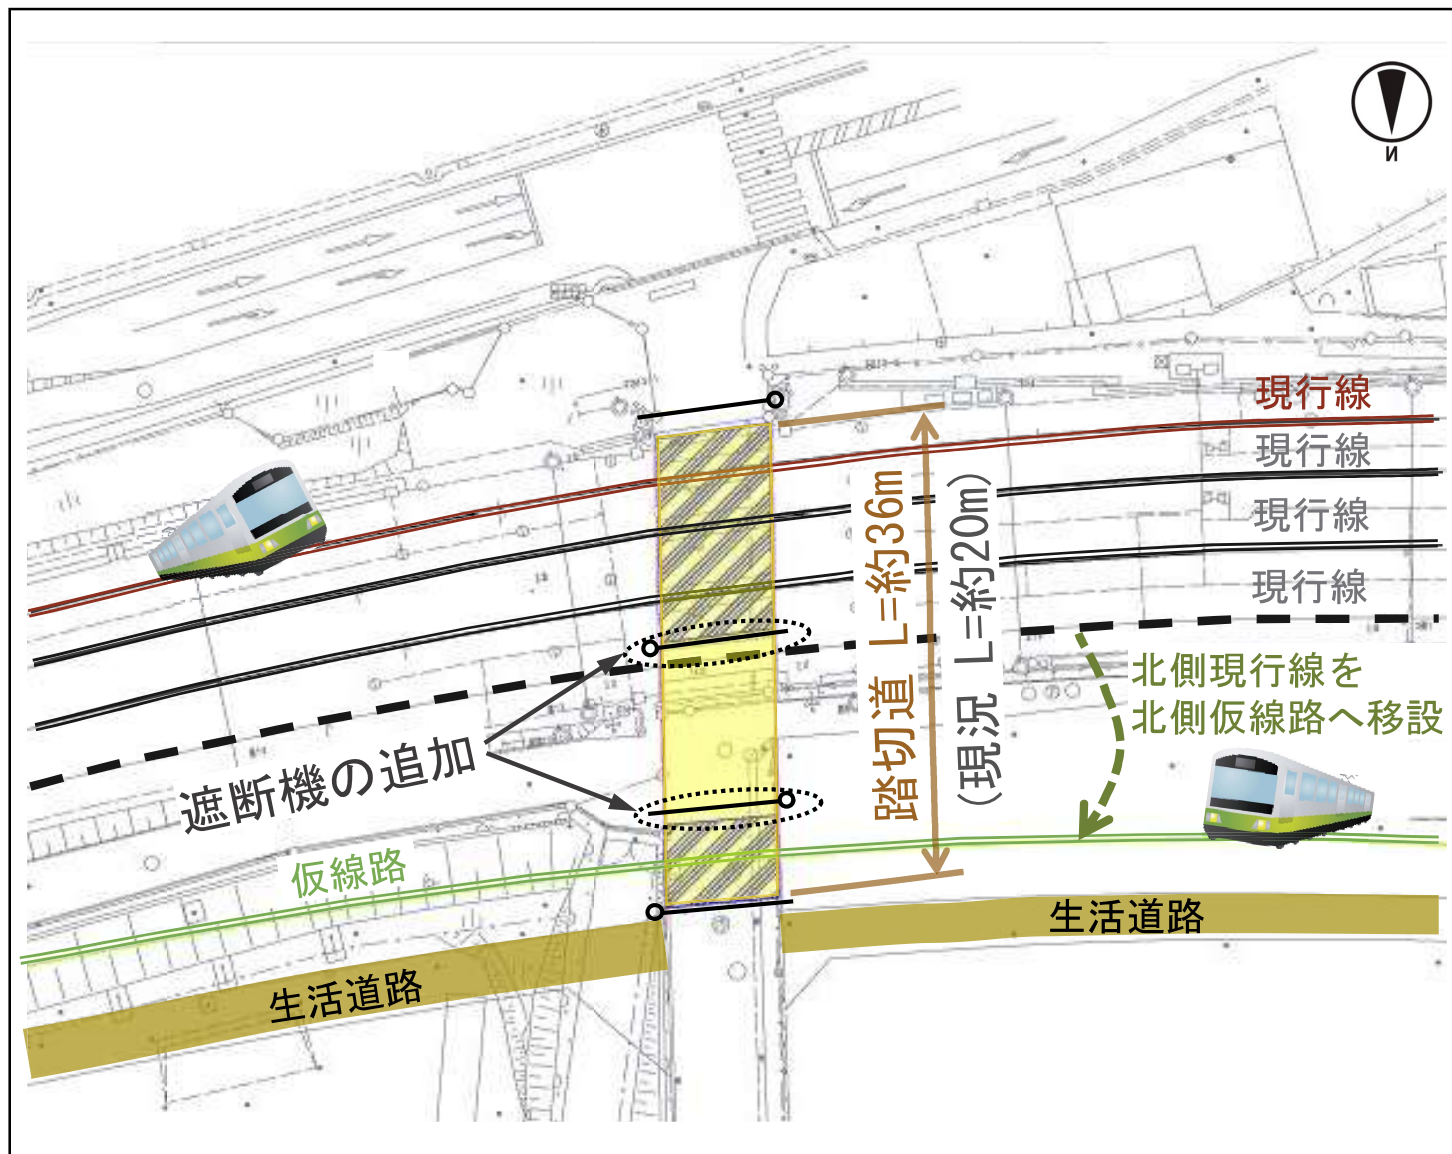 N
現行線
現行線
現行線
現行線
踏切道 L=約36m
(現況 L=約20m)
北側現行線を
北側仮線路へ移設
遮断機の追加
仮線路
生活道路
生活道路